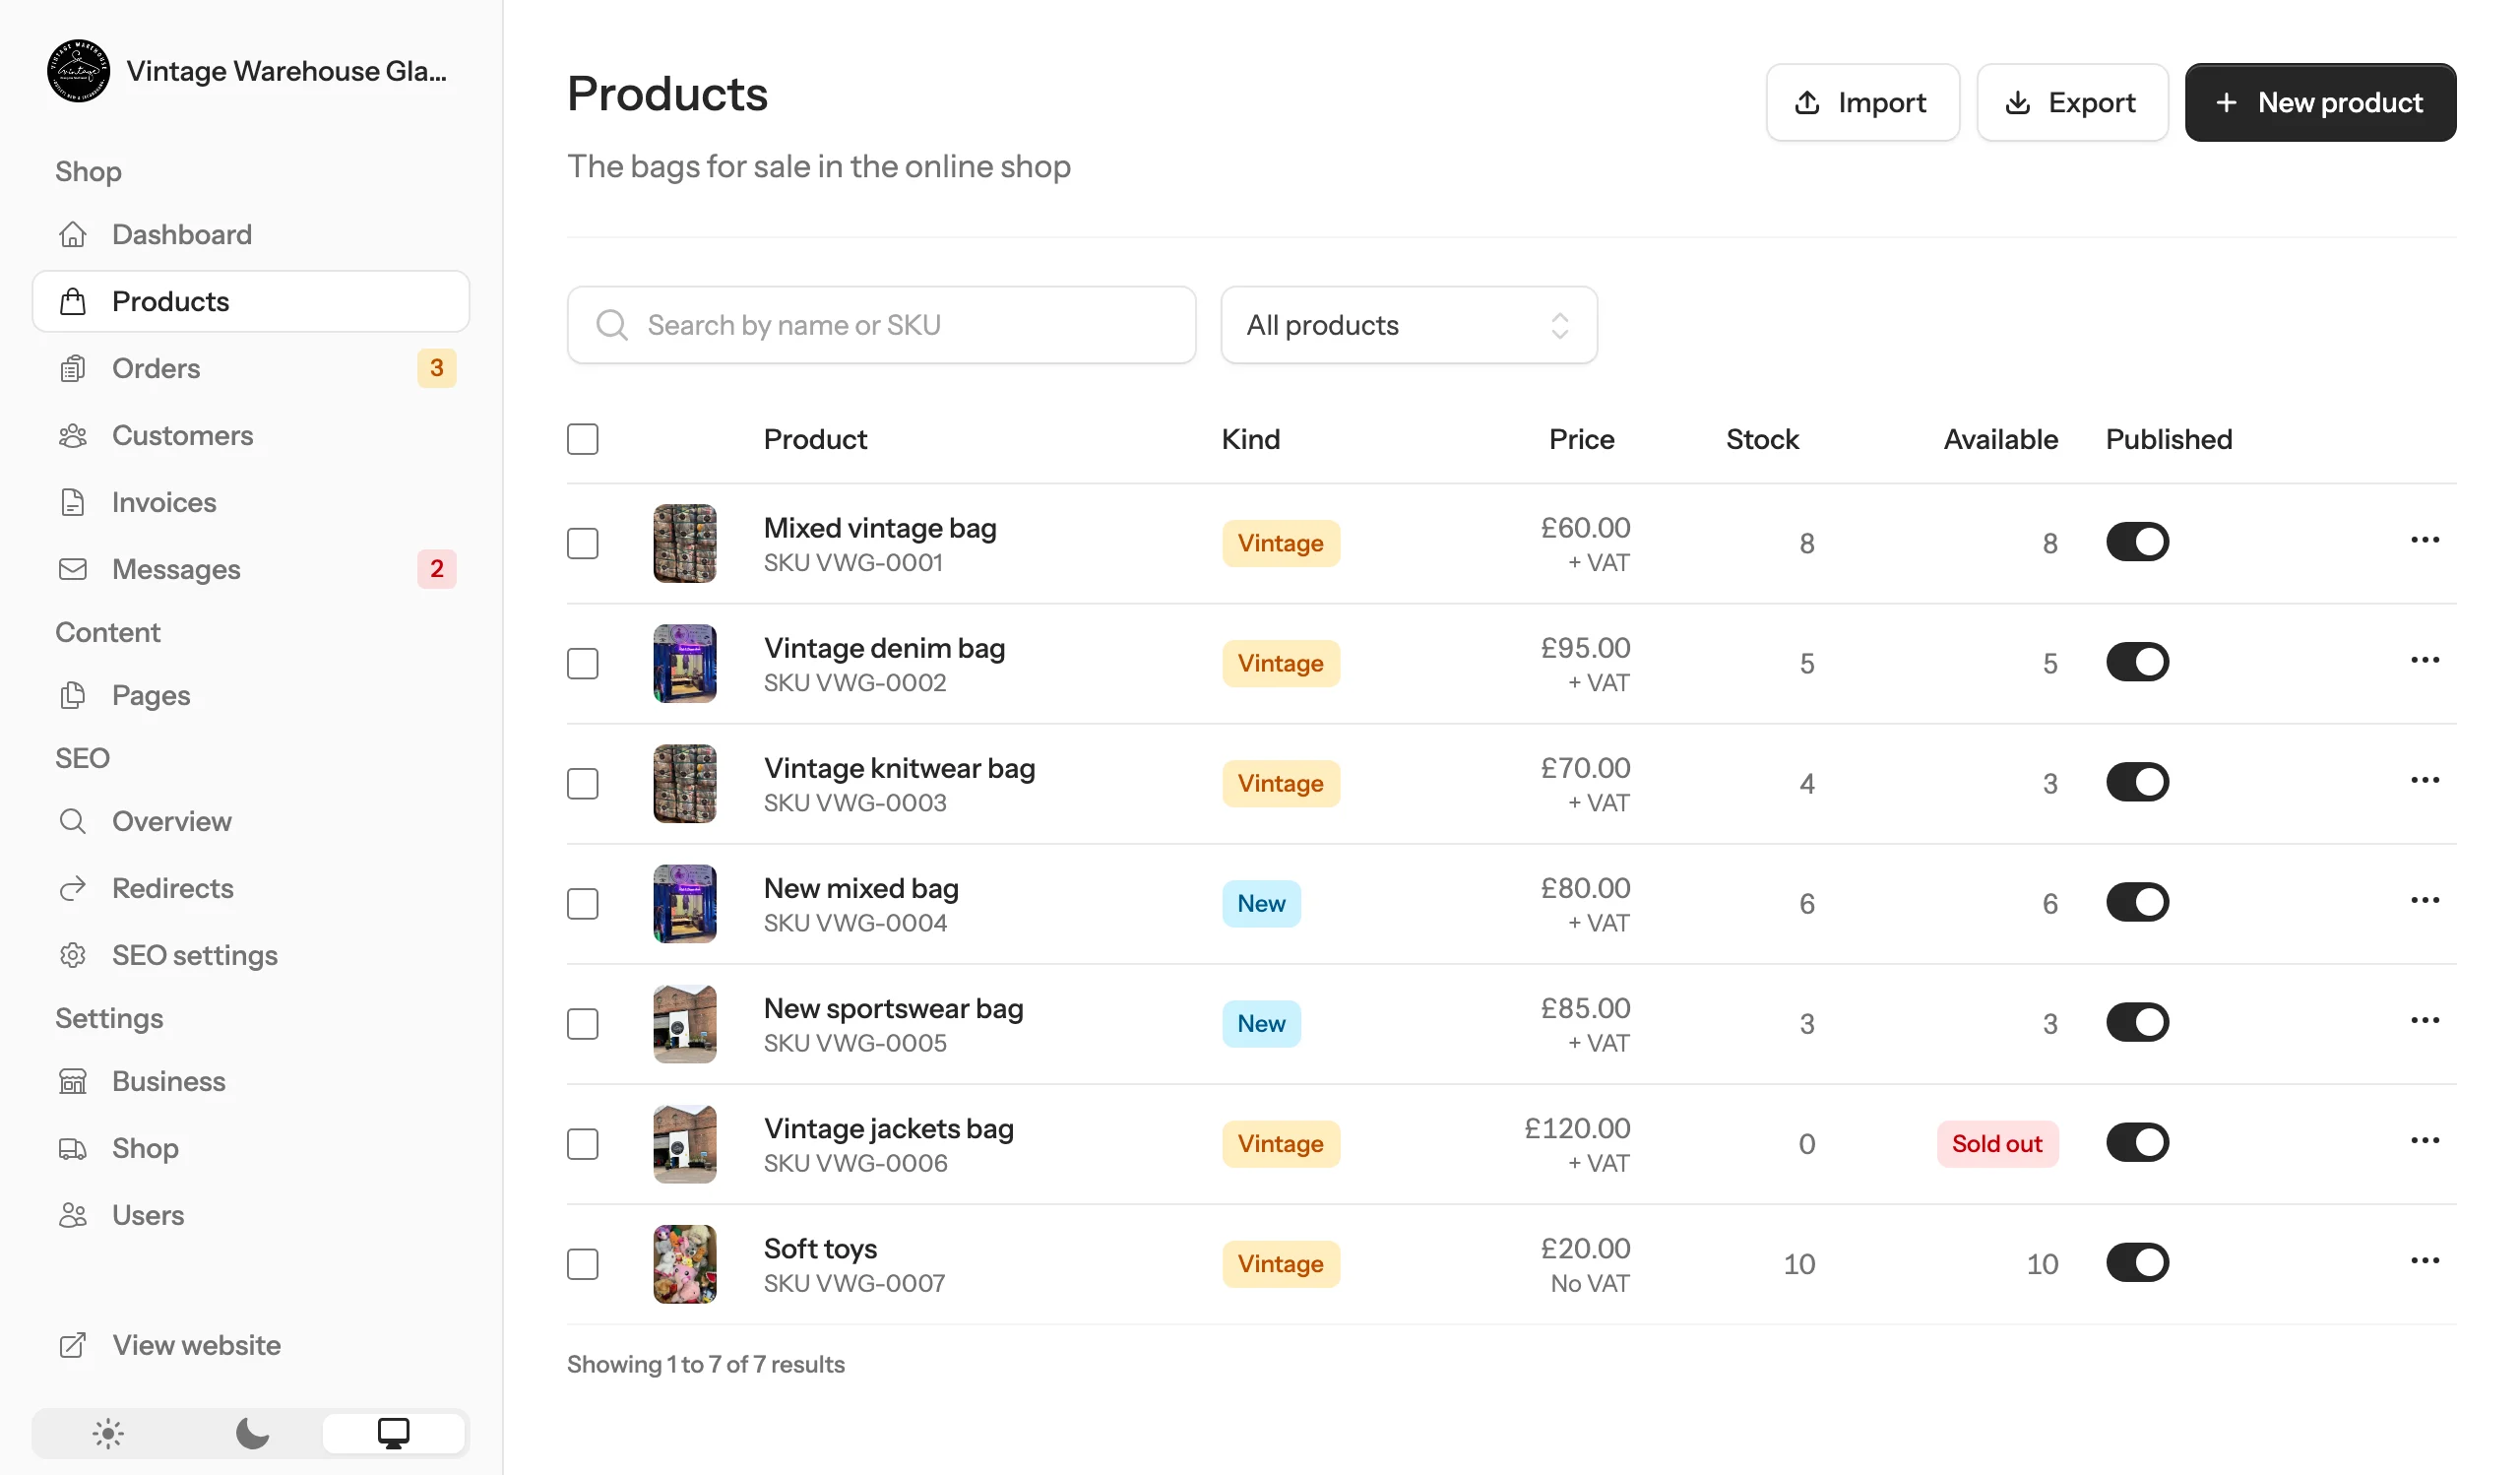 Vintage Warehouse Gla...
Shop
Dashboard
Products
Orders 3
Customers
Invoices
Messages 2
Content
Pages
SEO
Overview
Redirects
SEO settings
Settings
Business
Shop
Users
View website
Products
The bags for sale in the online shop
Import
Export
+ New product
Search by name or SKU
All products
Product Kind Price Stock Available Published
Mixed vintage bag
SKU VWG-0001
Vintage
£60.00
+ VAT
8
8
Vintage denim bag
SKU VWG-0002
Vintage
£95.00
+ VAT
5
5
Vintage knitwear bag
SKU VWG-0003
Vintage
£70.00
+ VAT
4
3
New mixed bag
SKU VWG-0004
New
£80.00
+ VAT
6
6
New sportswear bag
SKU VWG-0005
New
£85.00
+ VAT
3
3
Vintage jackets bag
SKU VWG-0006
Vintage
£120.00
+ VAT
0
Sold out
Soft toys
SKU VWG-0007
Vintage
£20.00
No VAT
10
10
Showing 1 to 7 of 7 results